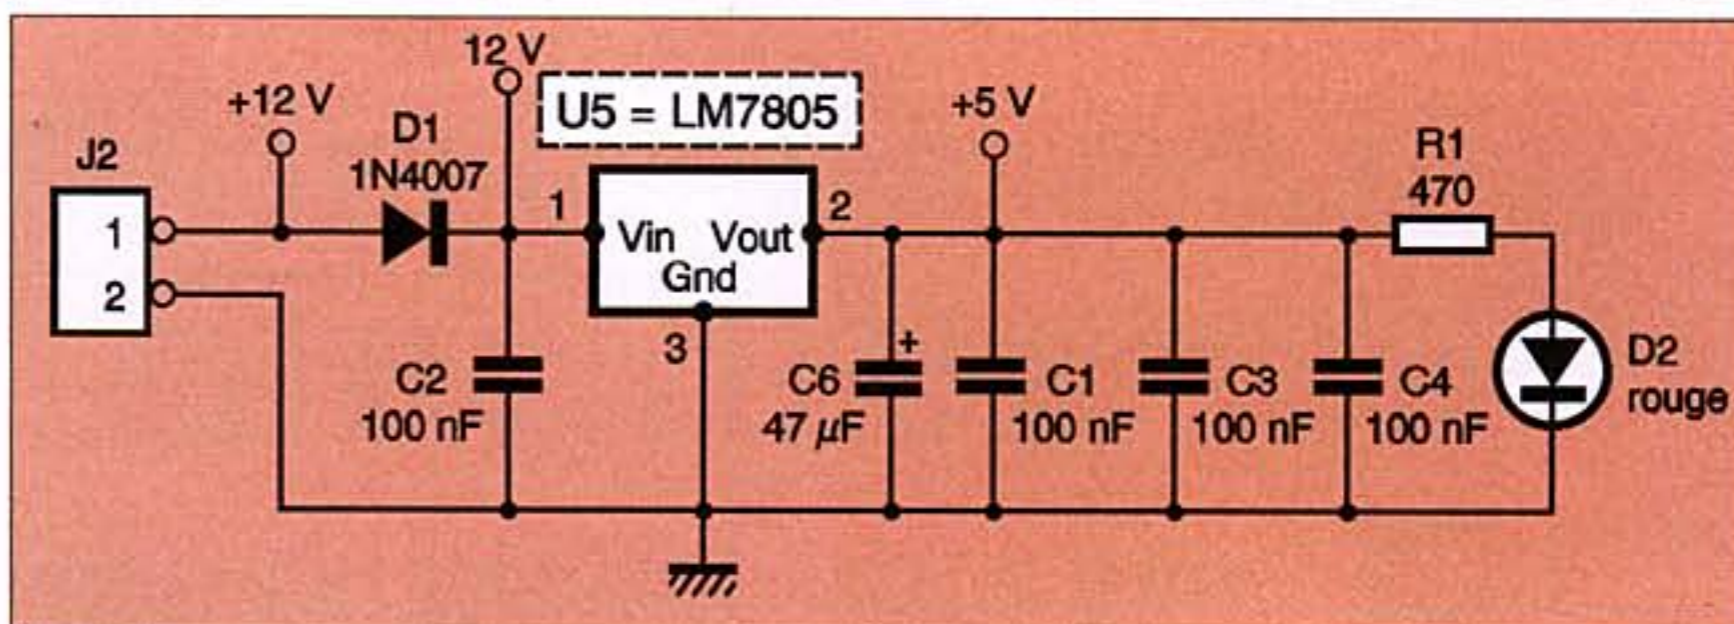 12 V
+12 V
D1
1N4007
U5 = LM7805
+5 V
J2
1
2
1
Vin Vout
Gnd
2
3
R1
470
C2
100 nF
+
C6
47 µF
C1
100 nF
C3
100 nF
C4
100 nF
D2
rouge